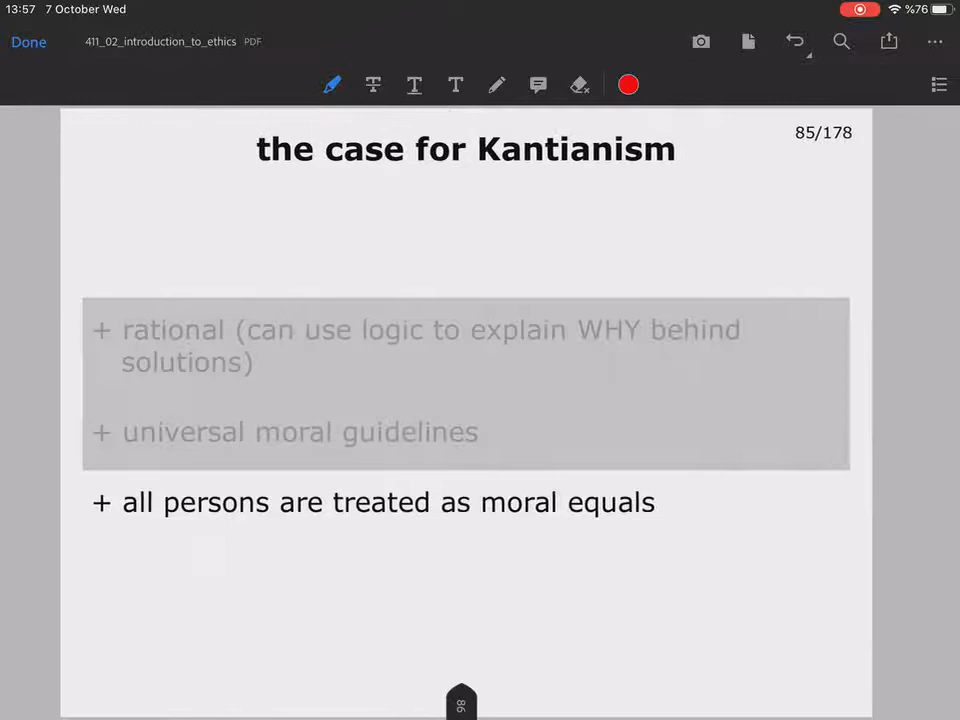 13:57 7 October Wed %76
Done 411_02_introduction_to_ethics PDF
85/178
the case for Kantianism
+ rational (can use logic to explain WHY behind
solutions)
+ universal moral guidelines
+ all persons are treated as moral equals
86